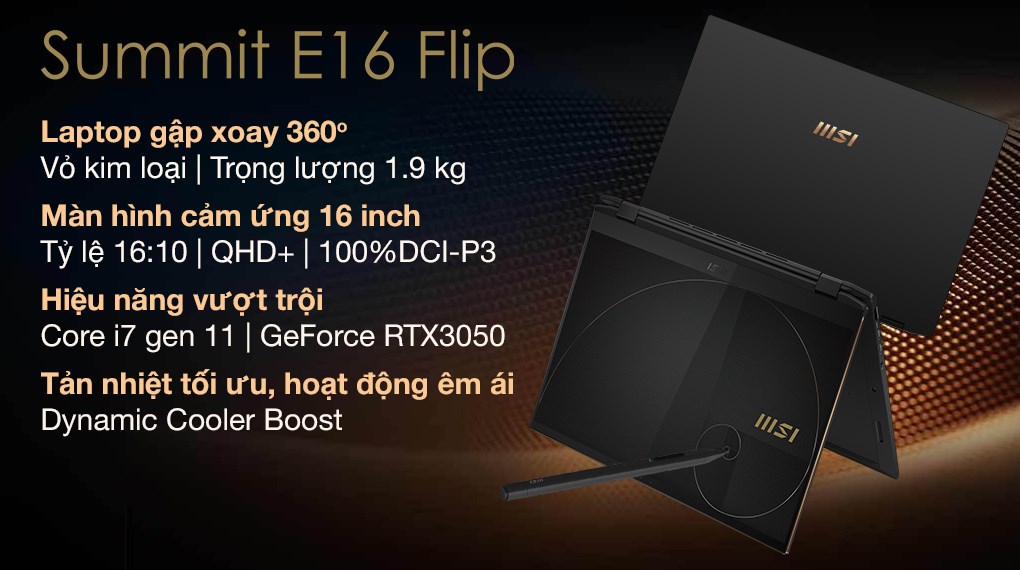 Summit E16 Flip
Laptop gập xoay 360º
Vỏ kim loại | Trọng lượng 1.9 kg
Màn hình cảm ứng 16 inch
Tỷ lệ 16:10 | QHD+ | 100%DCI-P3
Hiệu năng vượt trội
Core i7 gen 11 | GeForce RTX3050
Tản nhiệt tối ưu, hoạt động êm ái
Dynamic Cooler Boost
msi
msi
msi